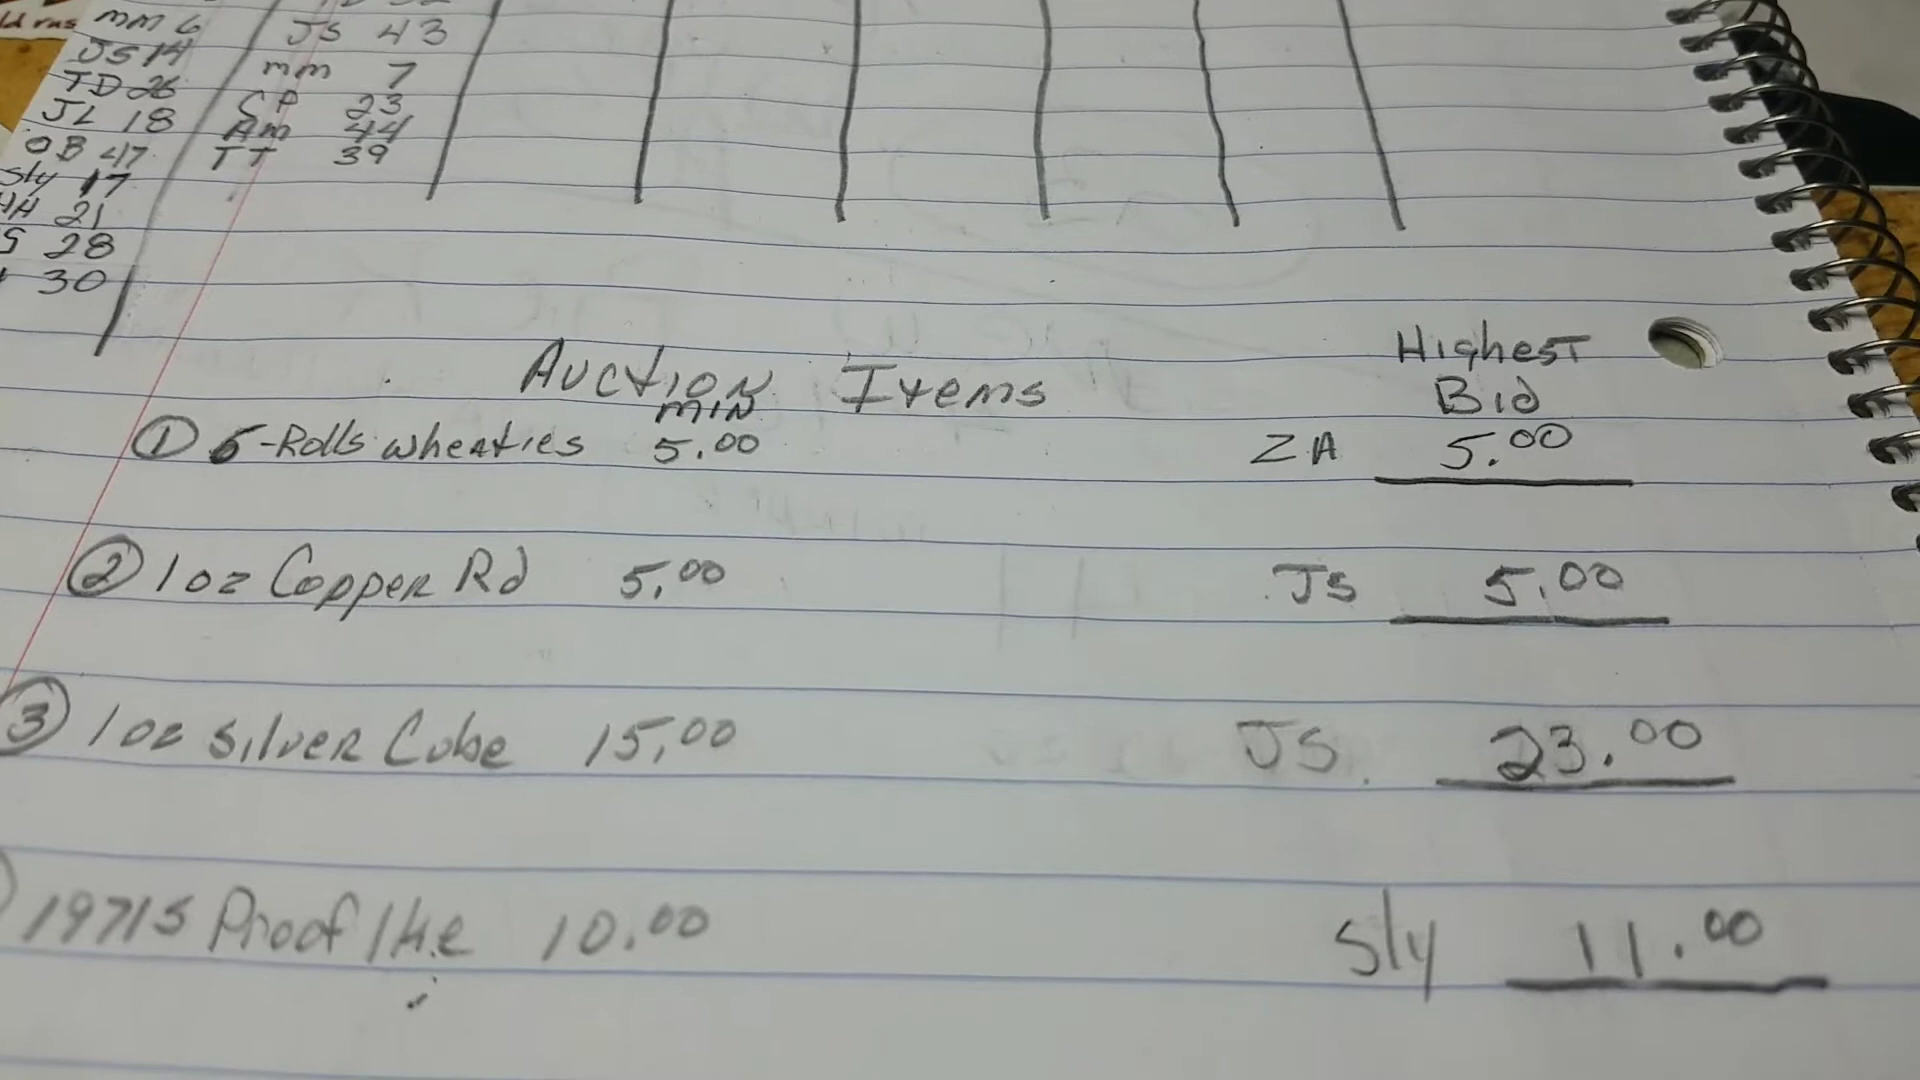 ld rus
mm 6 JS 43
JS 14 mm 7
TD 26 CP 23
JL 18 Am 44
OB 47 TT 39
Sly 17
HA 21
S 28
30
Auction Items Highest Bid
min
① 5-Rolls wheaties 5.00 ZA 5.00
② 1oz Copper Rd 5.00 JS 5.00
③ 1oz Silver Cube 15.00 JS. 23.00
1971S Proof Ike 10.00 Sly 11.00